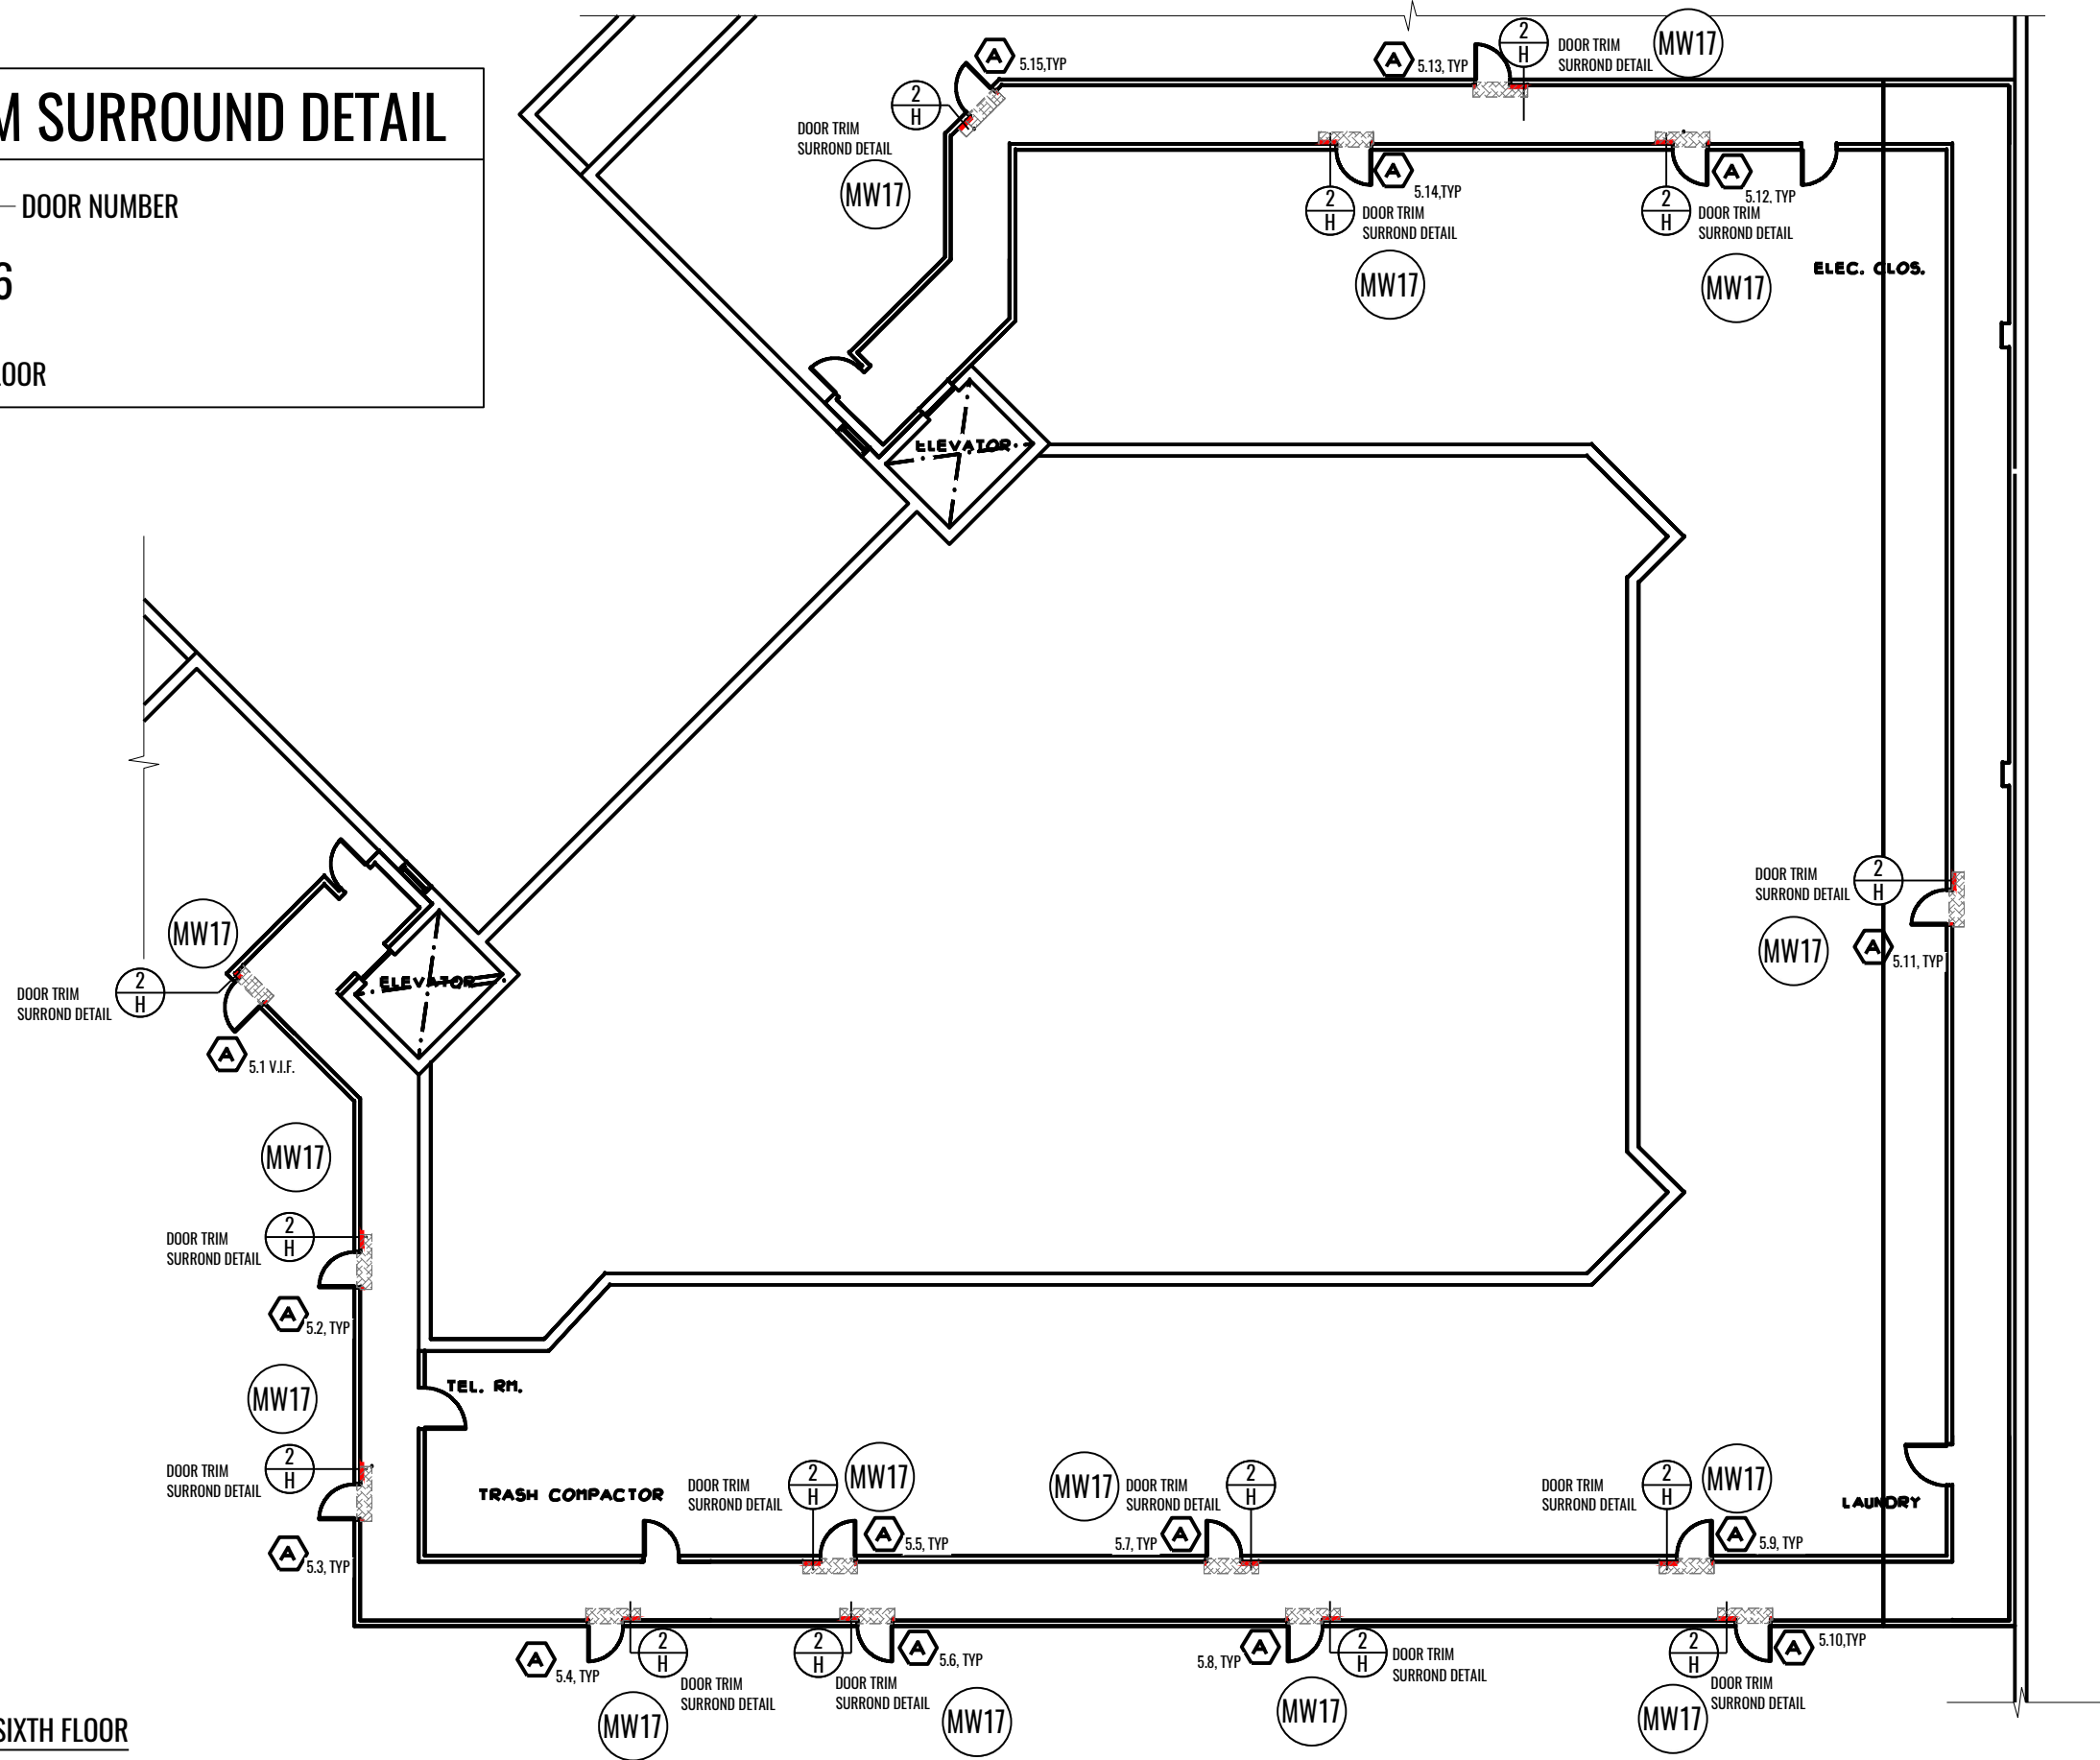 M SURROUND DETAIL
DOOR NUMBER
6
LOOR
A
5.15,TYP
2
H
DOOR TRIM
SURROND DETAIL
MW17
A
5.13, TYP
2
H
DOOR TRIM
SURROND DETAIL
MW17
A
5.14,TYP
2
H
DOOR TRIM
SURROND DETAIL
MW17
A
5.12. TYP
2
H
DOOR TRIM
SURROND DETAIL
MW17
ELEC. CLOS.
ELEVATOR
DOOR TRIM
SURROND DETAIL
2
H
MW17
A
5.11, TYP
MW17
2
H
DOOR TRIM
SURROND DETAIL
ELEVATOR
A
5.1 V.I.F.
MW17
DOOR TRIM
SURROND DETAIL
2
H
A
5.2, TYP
MW17
DOOR TRIM
SURROND DETAIL
2
H
A
5.3, TYP
TEL. RM.
TRASH COMPACTOR
DOOR TRIM
SURROND DETAIL
2
H
MW17
A
5.5, TYP
MW17
DOOR TRIM
SURROND DETAIL
2
H
5.7, TYP
A
DOOR TRIM
SURROND DETAIL
2
H
MW17
A
5.9, TYP
LAUNDRY
A
5.4, TYP
2
H
DOOR TRIM
SURROND DETAIL
MW17
2
H
A
5.6, TYP
DOOR TRIM
SURROND DETAIL
MW17
5.8, TYP
A
2
H
DOOR TRIM
SURROND DETAIL
MW17
2
H
A
5.10,TYP
DOOR TRIM
SURROND DETAIL
MW17
SIXTH FLOOR